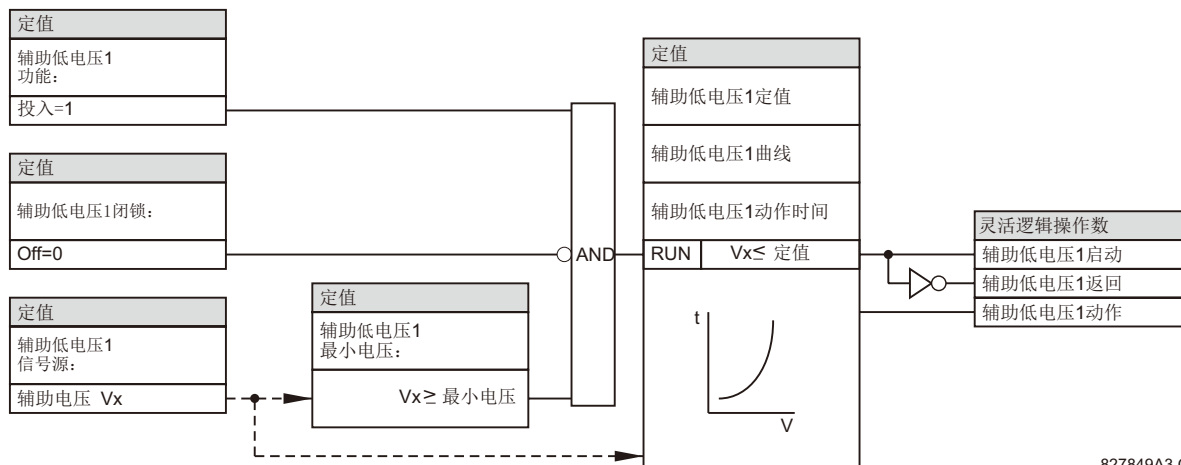 定值
辅助低电压1
功能：
投入=1
定值
辅助低电压1闭锁：
Off=0
定值
辅助低电压1
信号源：
辅助电压 Vx
定值
辅助低电压1
最小电压：
Vx≥ 最小电压
AND
定值
辅助低电压1定值
辅助低电压1曲线
辅助低电压1动作时间
RUN
Vx≤ 定值
t
V
灵活逻辑操作数
辅助低电压1启动
辅助低电压1返回
辅助低电压1动作